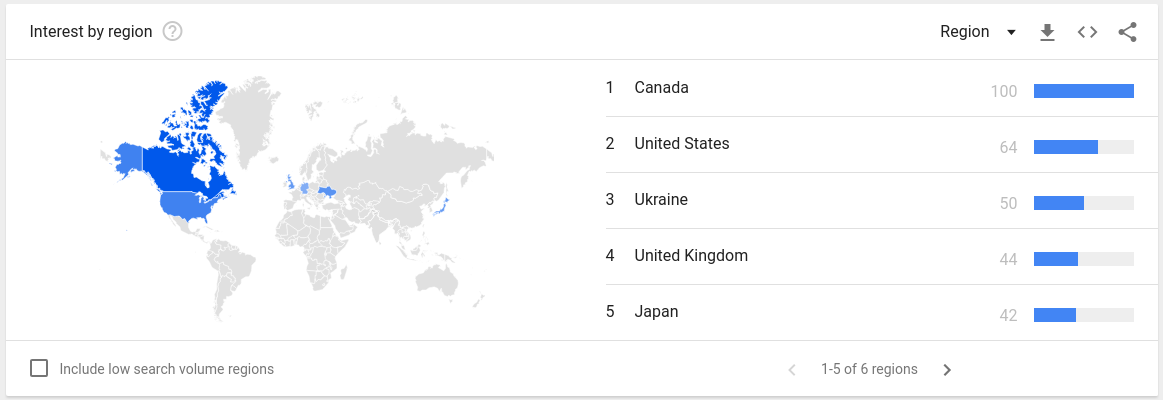 Interest by region ?
Region
1 Canada 100
2 United States 64
3 Ukraine 50
4 United Kingdom 44
5 Japan 42
Include low search volume regions
1-5 of 6 regions